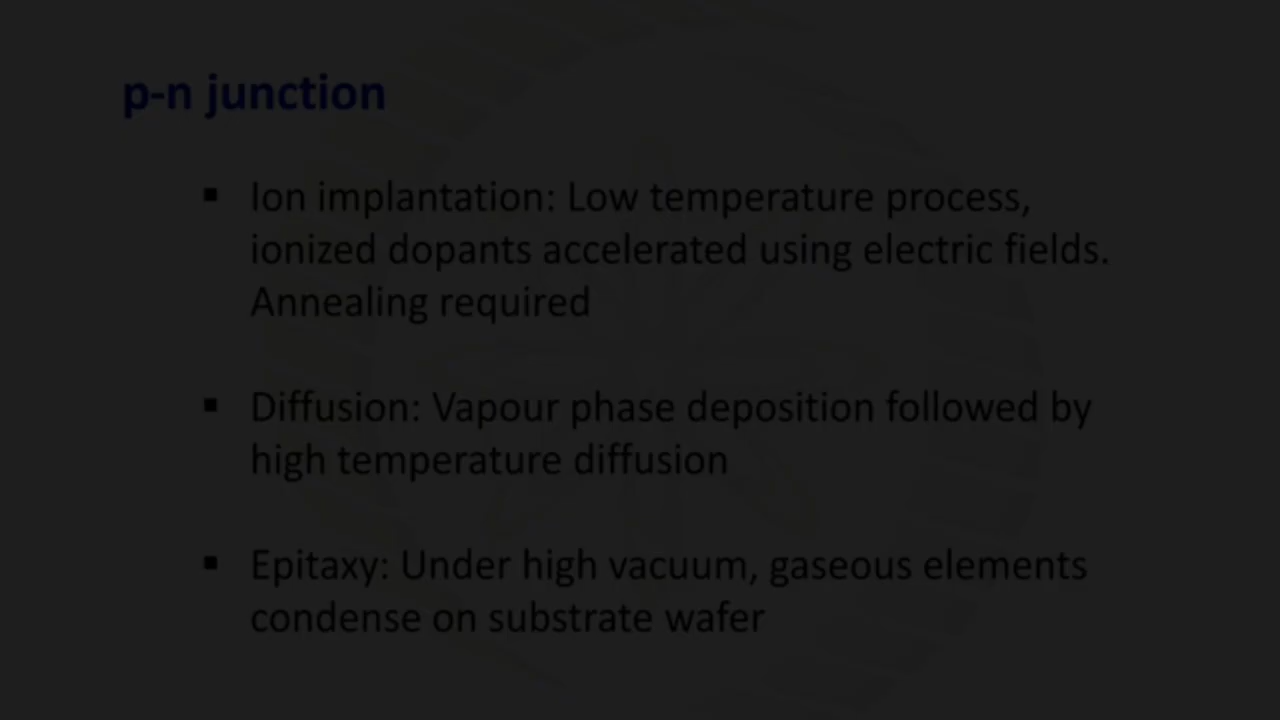 p-n junction
▪ Ion implantation: Low temperature process,
ionized dopants accelerated using electric fields.
Annealing required
▪ Diffusion: Vapour phase deposition followed by
high temperature diffusion
▪ Epitaxy: Under high vacuum, gaseous elements
condense on substrate wafer